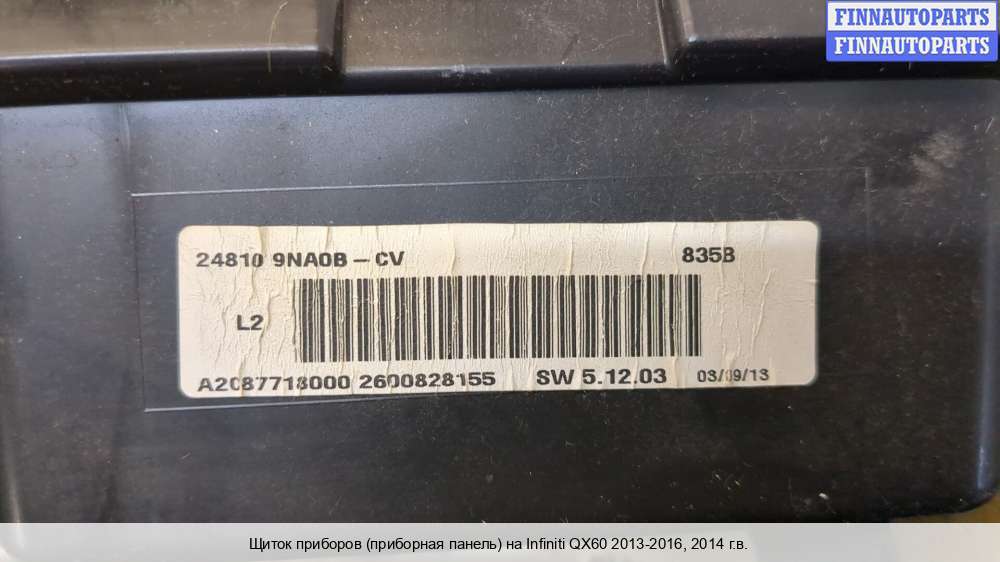 FINNAUTOPARTS
FINNAUTOPARTS
24810 9NA0B – CV 835B
L2
A2C87718000 2600828155 SW 5.12.03 03/09/13
Щиток приборов (приборная панель) на Infiniti QX60 2013-2016, 2014 г.в.